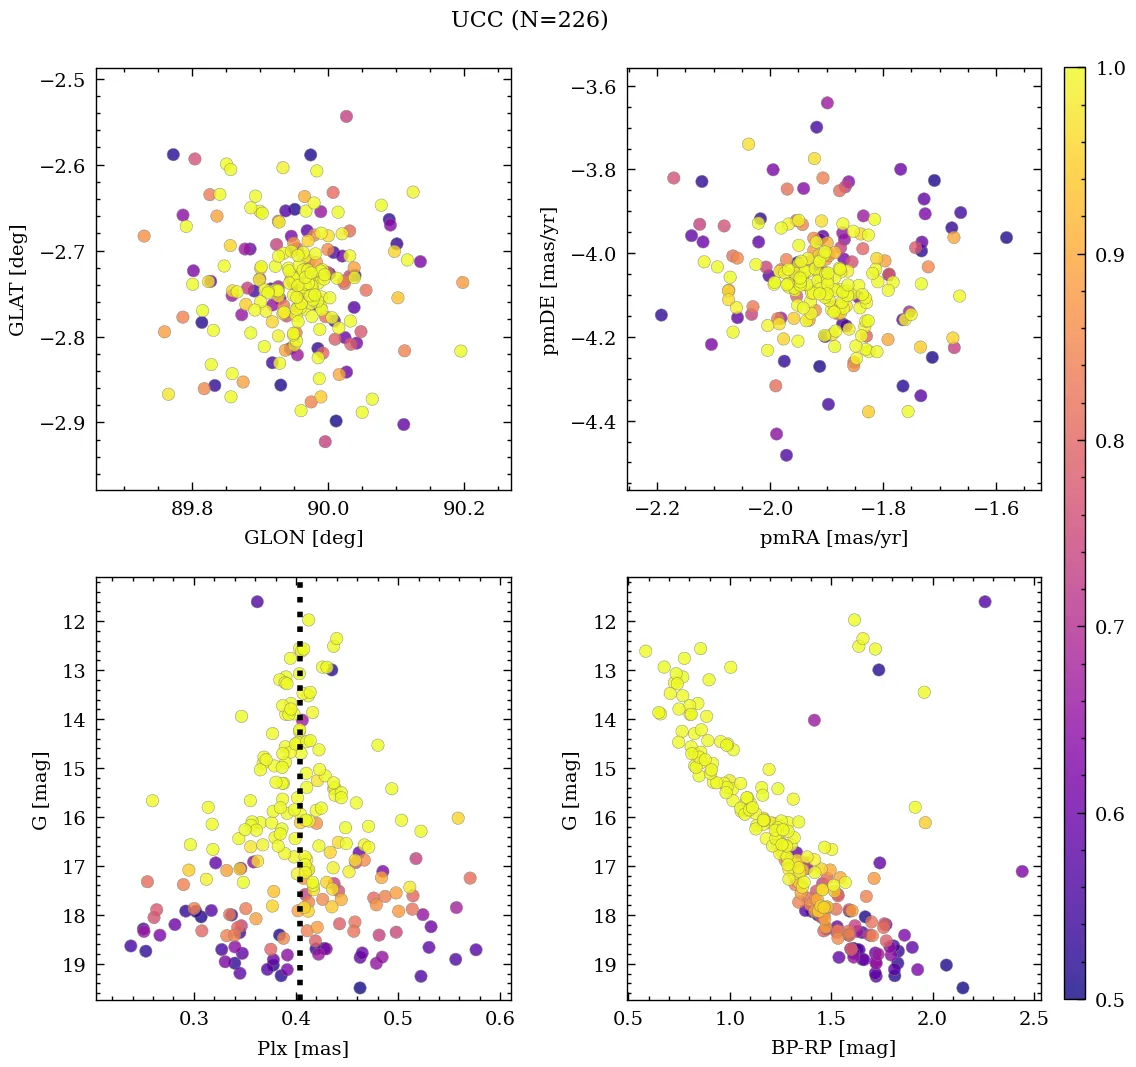 UCC (N=226)
−2.5
−2.6
−2.7
−2.8
−2.9
GLAT [deg]
89.8 90.0 90.2
GLON [deg]
−3.6
−3.8
−4.0
−4.2
−4.4
pmDE [mas/yr]
−2.2 −2.0 −1.8 −1.6
pmRA [mas/yr]
12
13
14
15
16
17
18
19
G [mag]
0.3 0.4 0.5 0.6
Plx [mas]
12
13
14
15
16
17
18
19
G [mag]
0.5 1.0 1.5 2.0 2.5
BP-RP [mag]
1.0
0.9
0.8
0.7
0.6
0.5